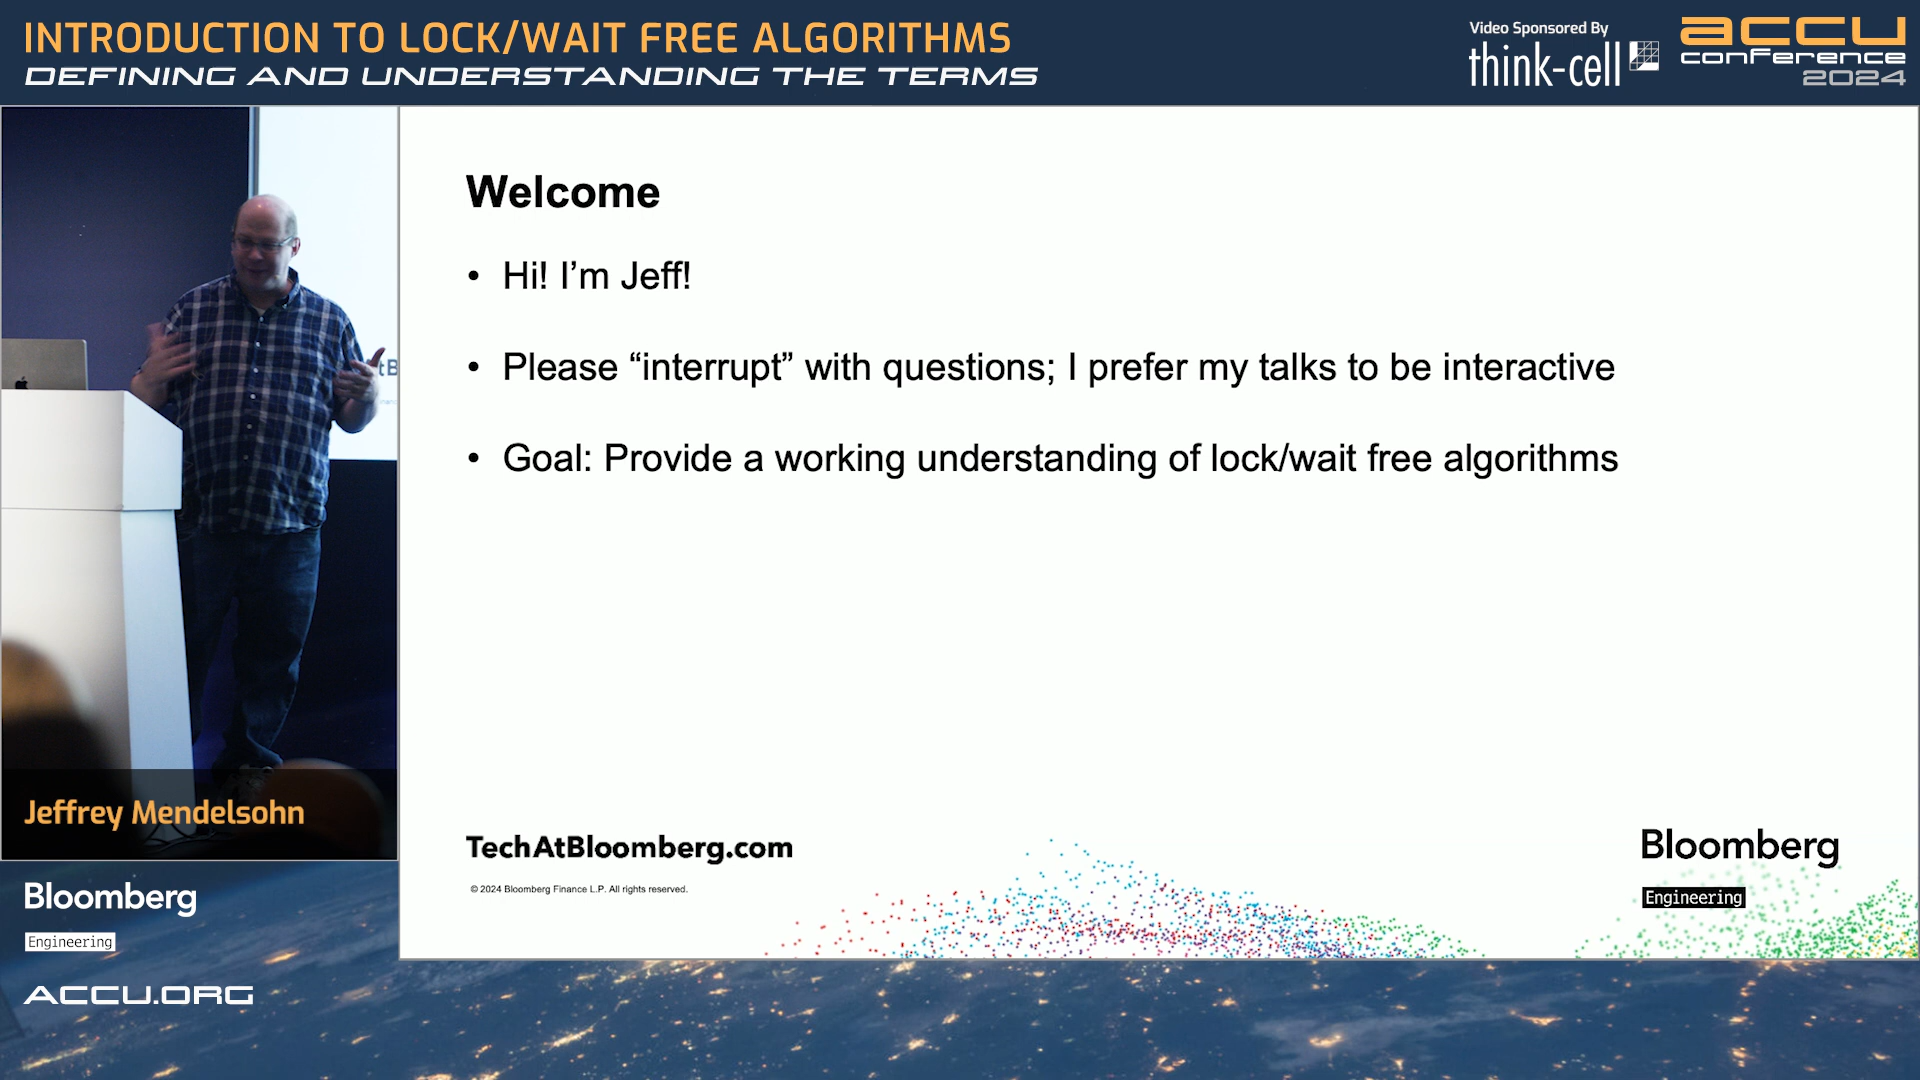 INTRODUCTION TO LOCK/WAIT FREE ALGORITHMS
DEFINING AND UNDERSTANDING THE TERMS
Video Sponsored By
think-cell
accu
conference
2024
Welcome
• Hi! I’m Jeff!
• Please “interrupt” with questions; I prefer my talks to be interactive
• Goal: Provide a working understanding of lock/wait free algorithms
TechAtBloomberg.com
© 2024 Bloomberg Finance L.P. All rights reserved.
Bloomberg
Engineering
tB
Jeffrey Mendelsohn
Bloomberg
Engineering
ACCU.ORG